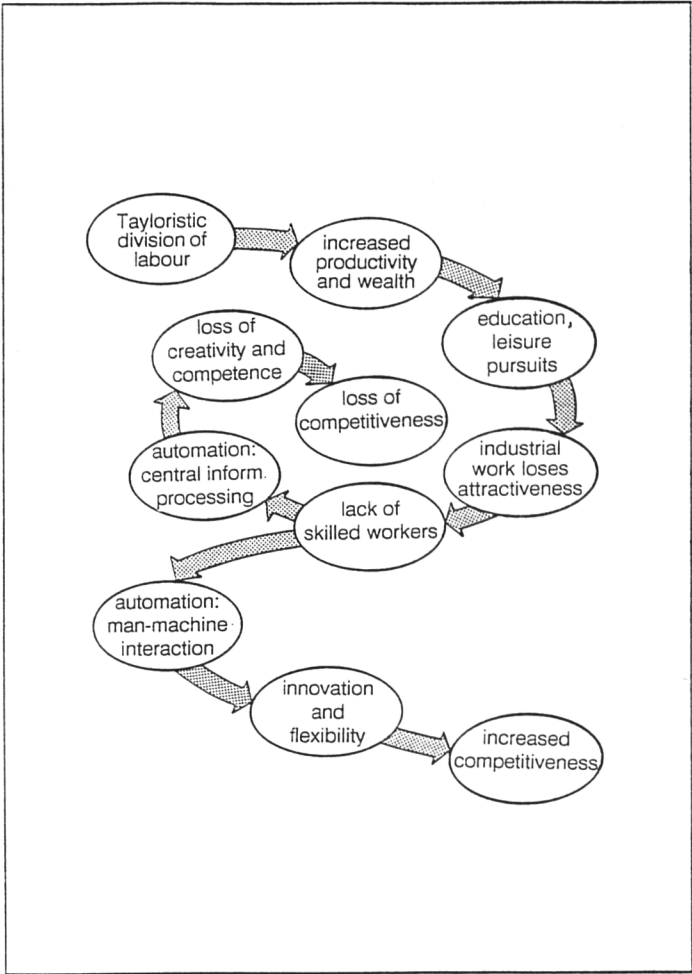 Tayloristic
division of
labour
increased
productivity
and wealth
education,
leisure
pursuits
industrial
work loses
attractiveness
lack of
skilled workers
automation:
central inform.
processing
loss of
creativity and
competence
loss of
competitiveness
automation:
man-machine
interaction
innovation
and
flexibility
increased
competitiveness